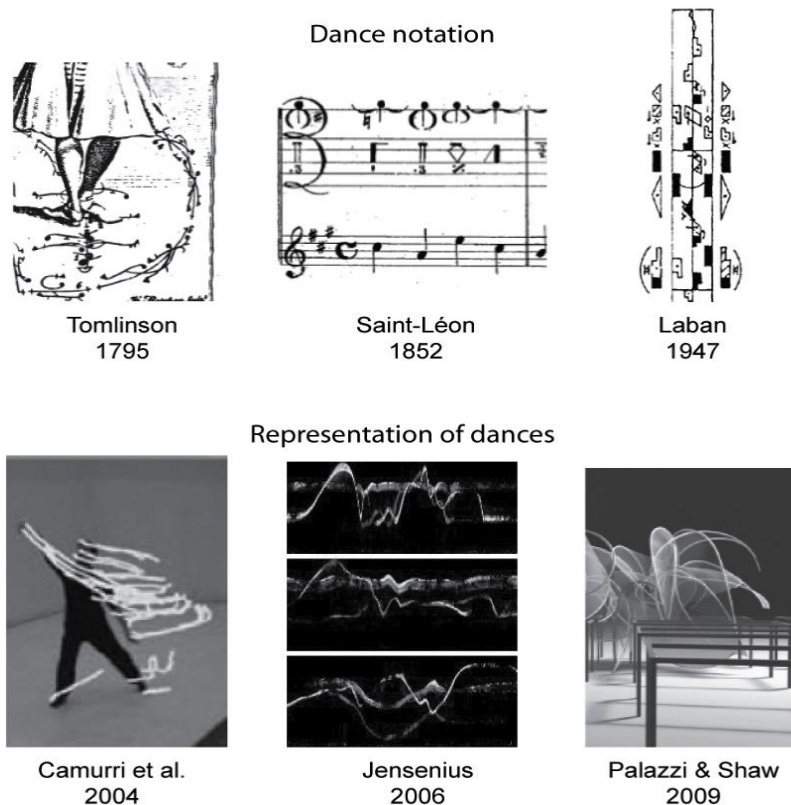 Dance notation
Tomlinson
1795
Saint-Léon
1852
Laban
1947
Representation of dances
Camurri et al.
2004
Jensenius
2006
Palazzi & Shaw
2009